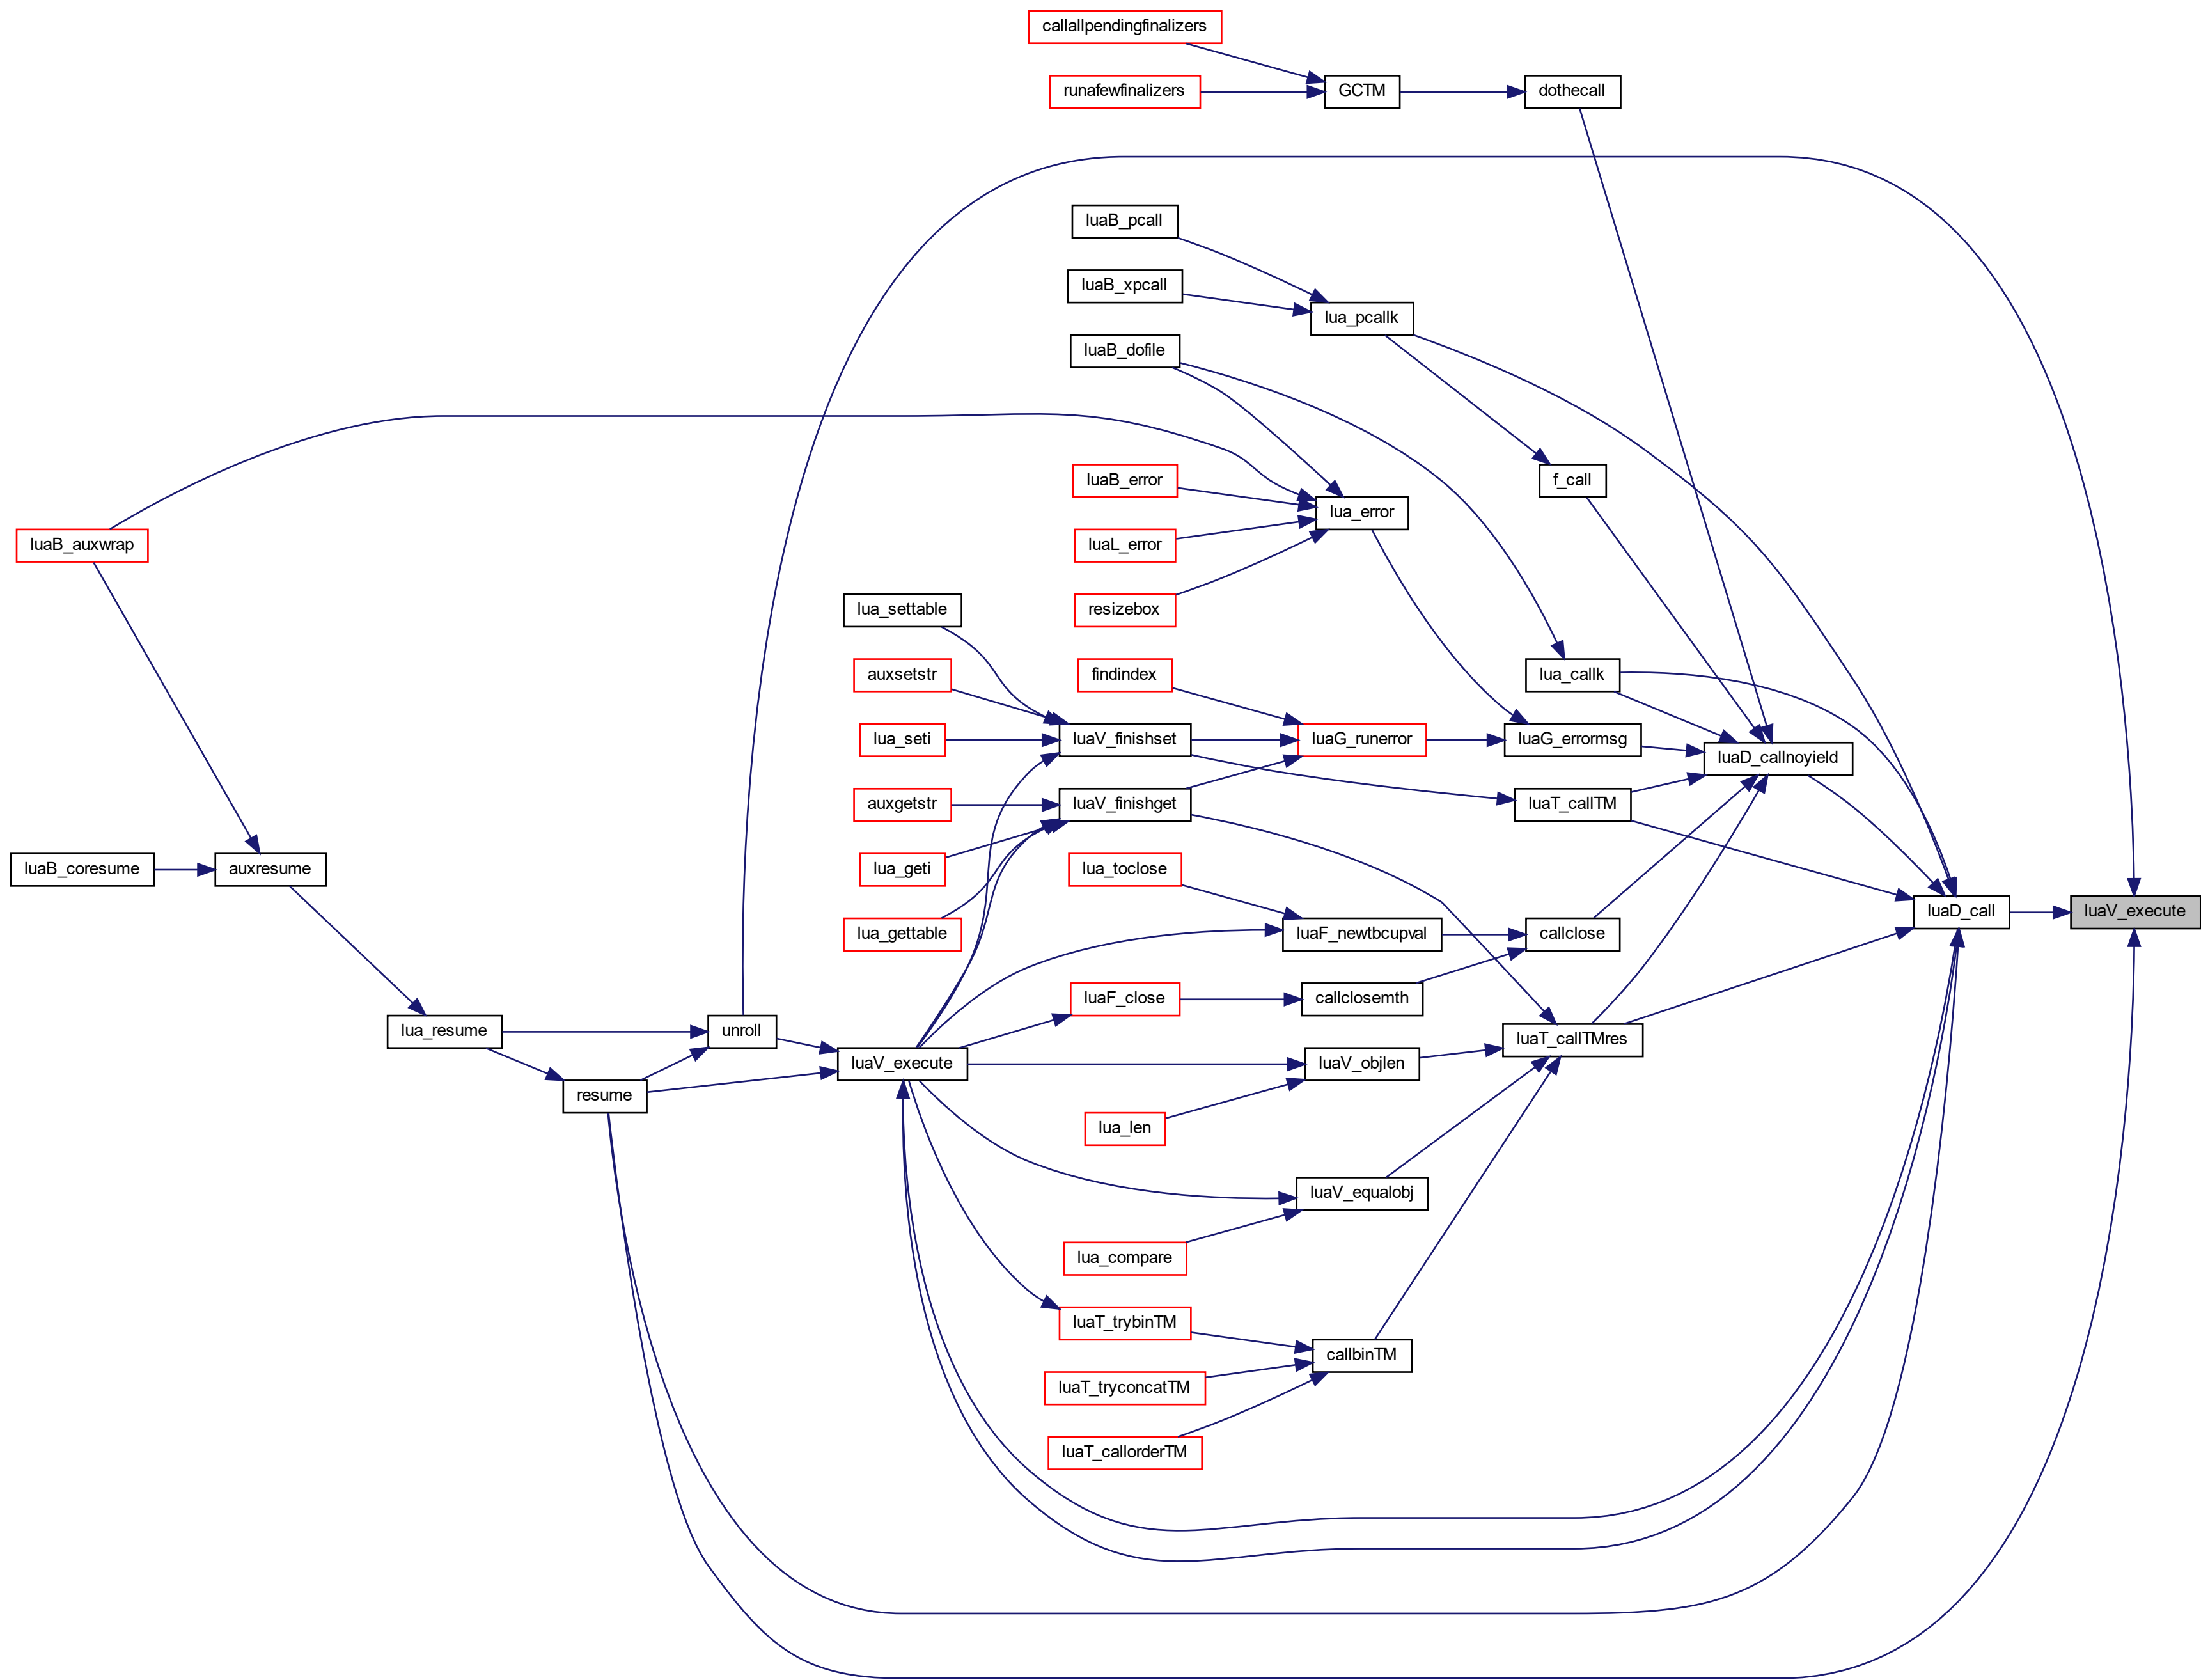 callallpendingfinalizers
runafewfinalizers
GCTM
dothecall
luaB_pcall
luaB_xpcall
lua_pcallk
luaB_dofile
luaB_error
f_call
lua_error
luaB_auxwrap
luaL_error
resizebox
lua_settable
auxsetstr
findindex
lua_callk
lua_seti
luaV_finishset
luaG_runerror
luaG_errormsg
luaD_callnoyield
auxgetstr
luaV_finishget
luaT_callTM
luaB_coresume
auxresume
lua_geti
lua_toclose
lua_gettable
luaF_newtbcupval
callclose
luaD_call
luaV_execute
luaF_close
callclosemth
lua_resume
unroll
luaT_callTMres
luaV_execute
luaV_objlen
resume
lua_len
luaV_equalobj
lua_compare
luaT_trybinTM
callbinTM
luaT_tryconcatTM
luaT_callorderTM